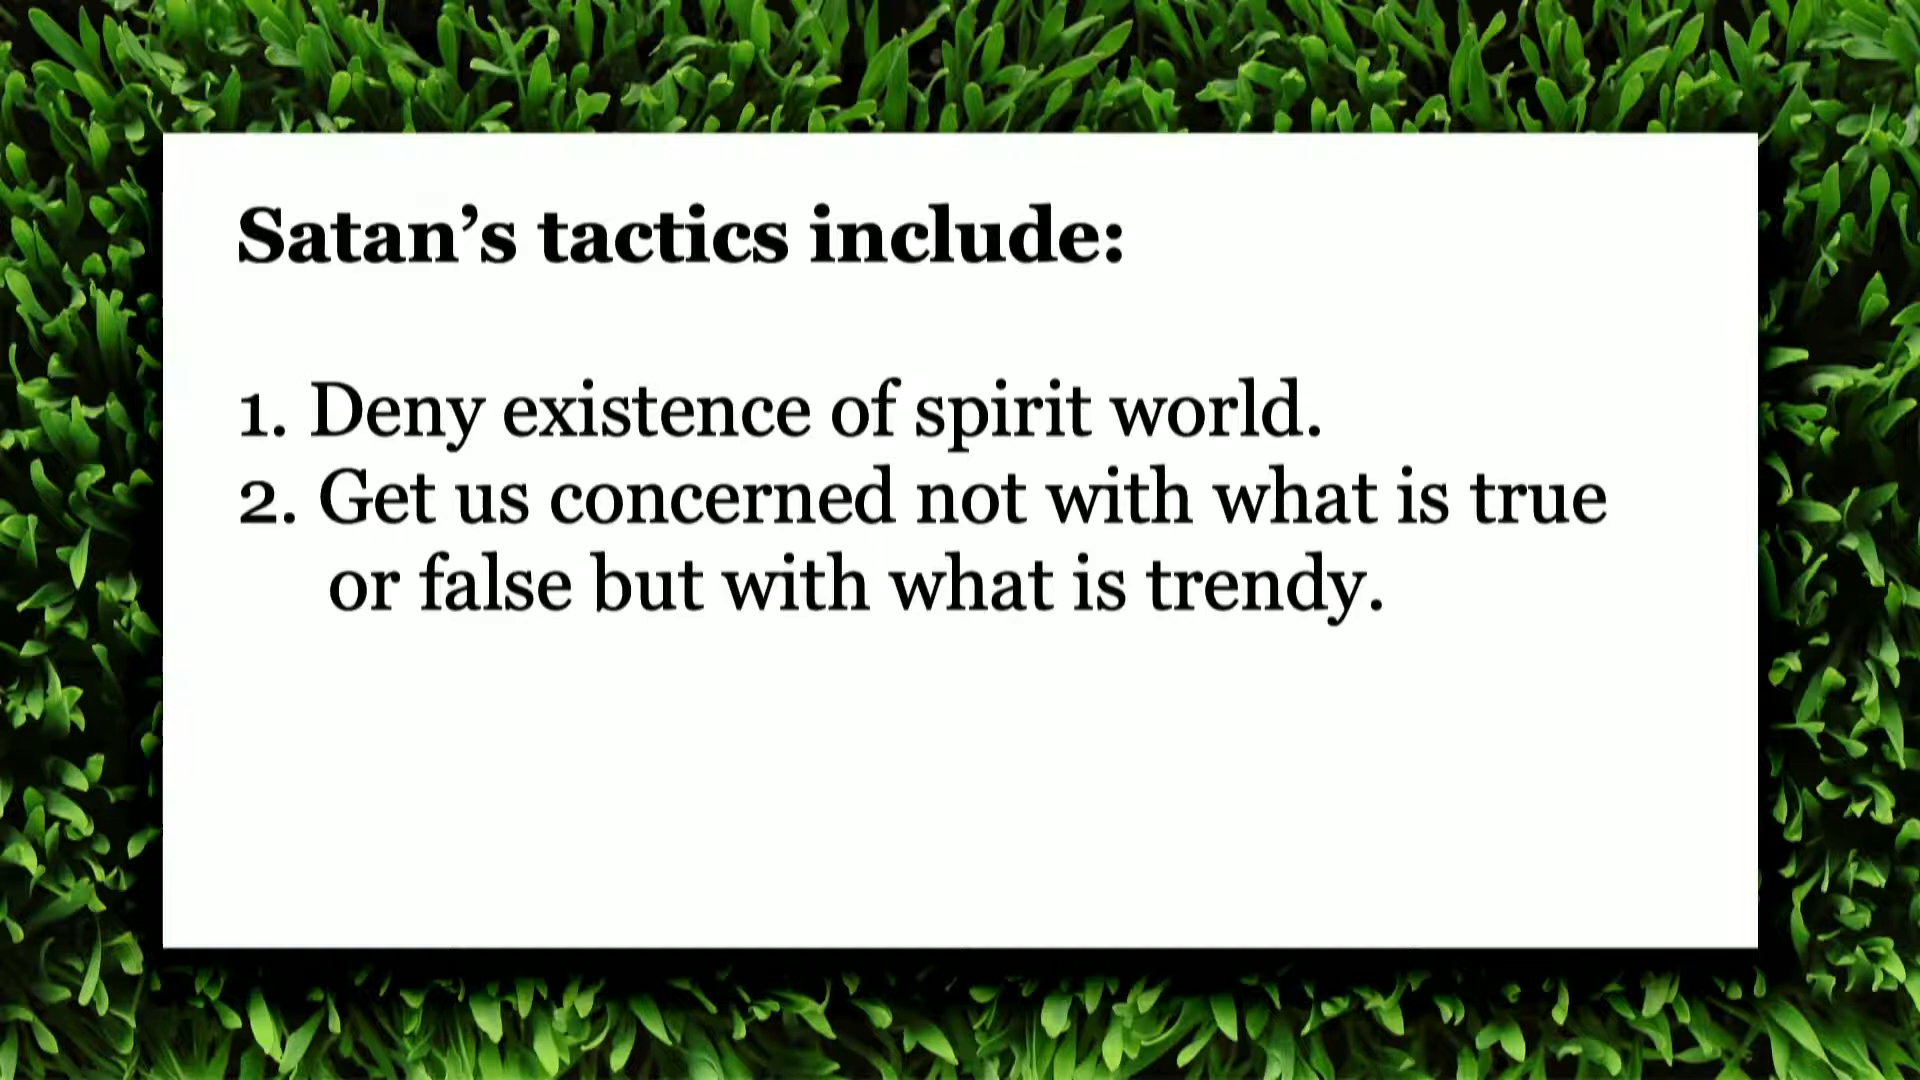 Satan’s tactics include:
1. Deny existence of spirit world.
2. Get us concerned not with what is true
or false but with what is trendy.